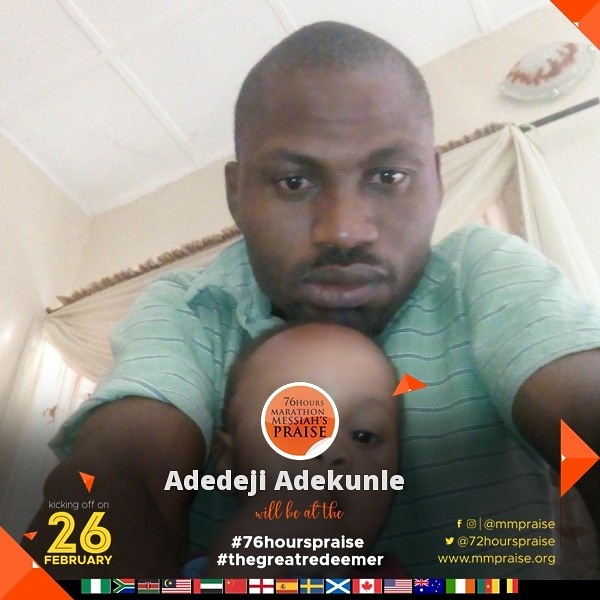 76HOURS
MARATHON
MESSIAH'S
PRAISE
Adedeji Adekunle
will be at the
kicking off on
26
FEBRUARY
#76hourspraise
#thegreatredeemer
@mmpraise
@72hourspraise
www.mmpraise.org